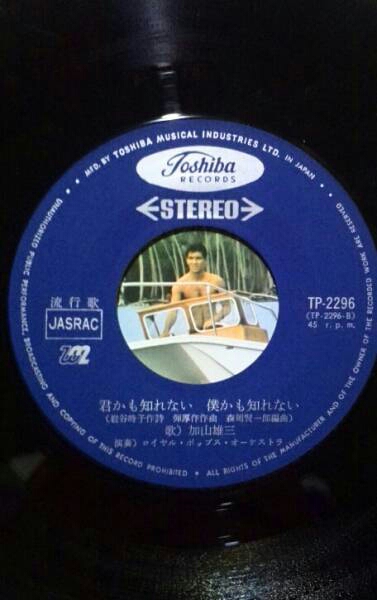 MFD. BY TOSHIBA MUSICAL INDUSTRIES LTD. IN JAPAN
Toshiba
RECORDS
STEREO
流行歌
JASRAC
TP-2296
(TP-2296-B)
45 r.p.m.
君かも知れない 僕かも知れない
(岩谷時子作詩 弾厚作作曲 森岡賢一郎編曲)
歌) 加山雄三
演奏) ロイヤル・ポップス・オーケストラ
UNAUTHORIZED PUBLIC PERFORMANCE, BROADCASTING AND COPYING OF THIS RECORD PROHIBITED • ALL RIGHTS OF THE MANUFACTURER AND OF THE OWNER OF THE RECORDED WORK ARE RESERVED